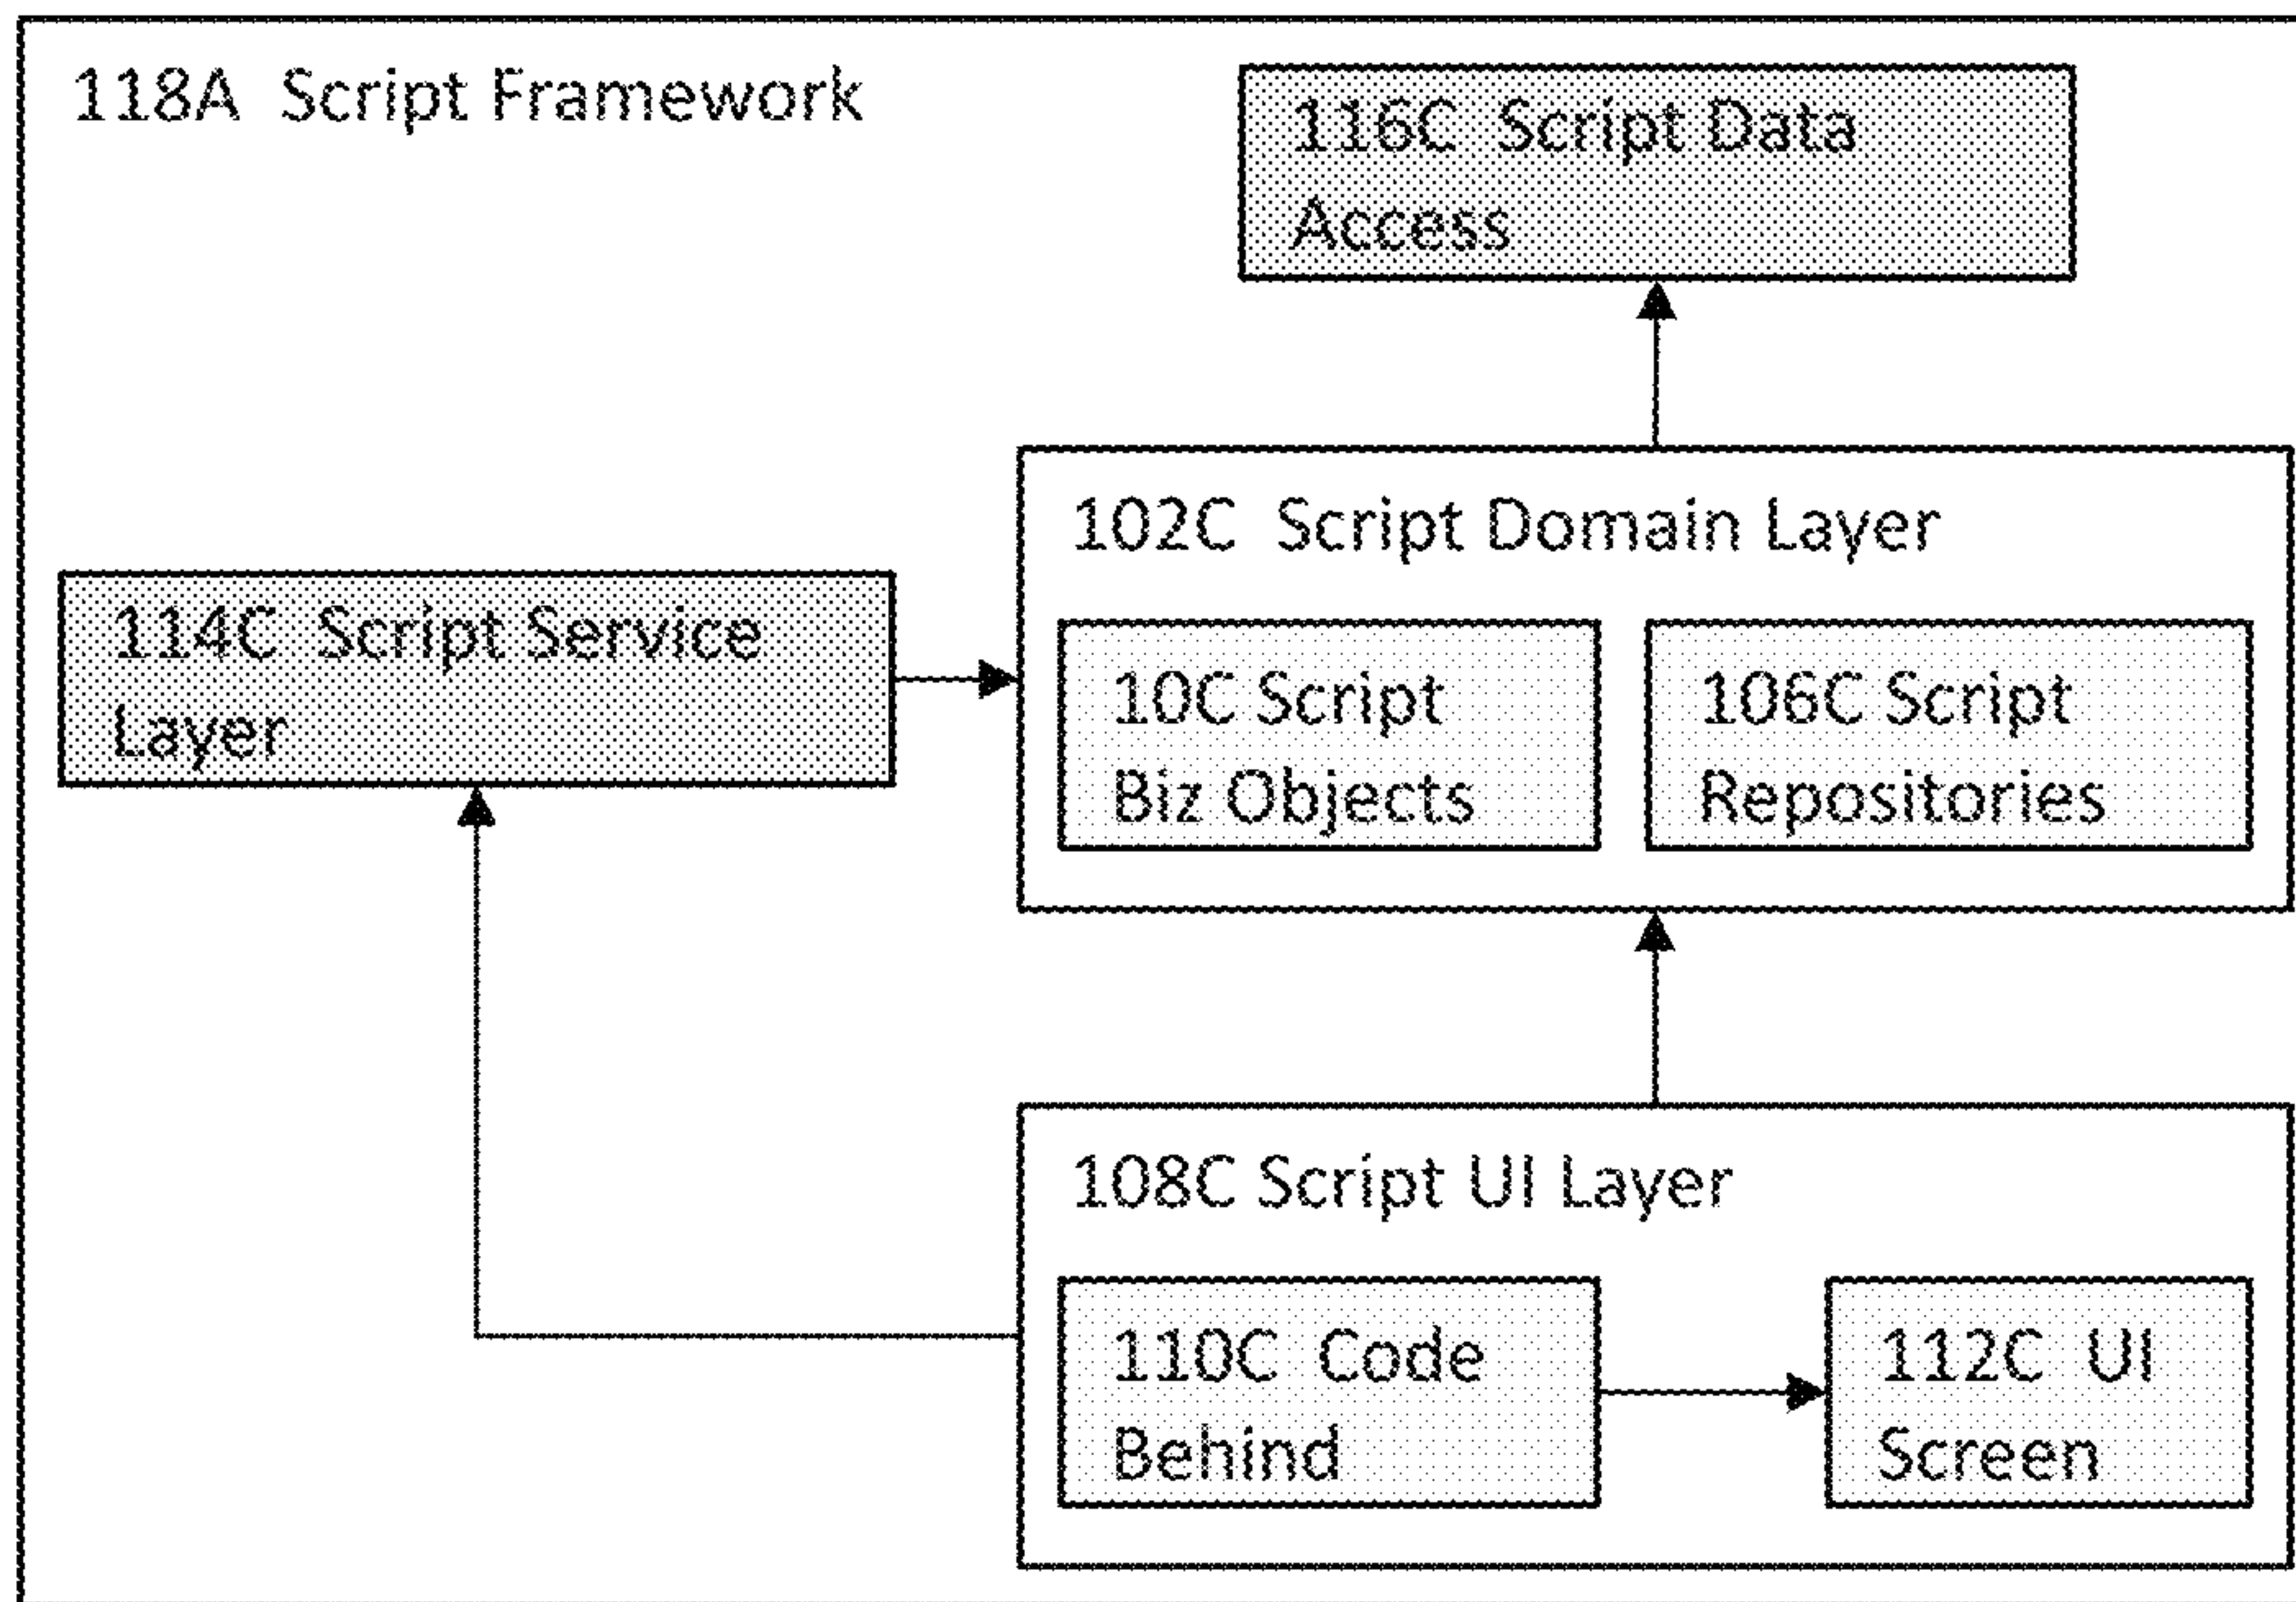 118A Script Framework
116C Script Data
Access
102C Script Domain Layer
114C Script Service
Layer
10C Script
Biz Objects
106C Script
Repositories
108C Script UI Layer
110C Code
Behind
112C UI
Screen